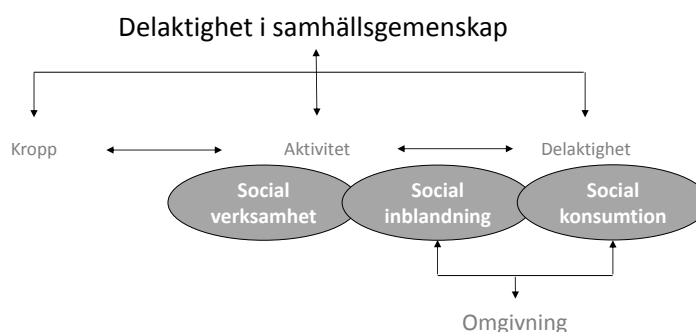 Delaktighet i samhällsgemenskap
Kropp
Aktivitet
Delaktighet
Social
verksamhet
Social
inblandning
Social
konsumtion
Omgivning